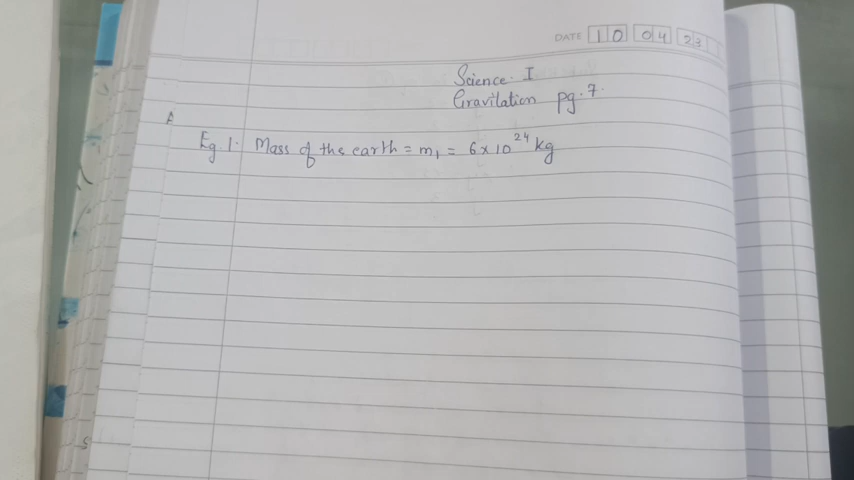 DATE 10 04 23
Science. I
Gravitation pg. 7.
Eg 1. Mass of the earth = m₁ = 6 x 10²⁴ kg